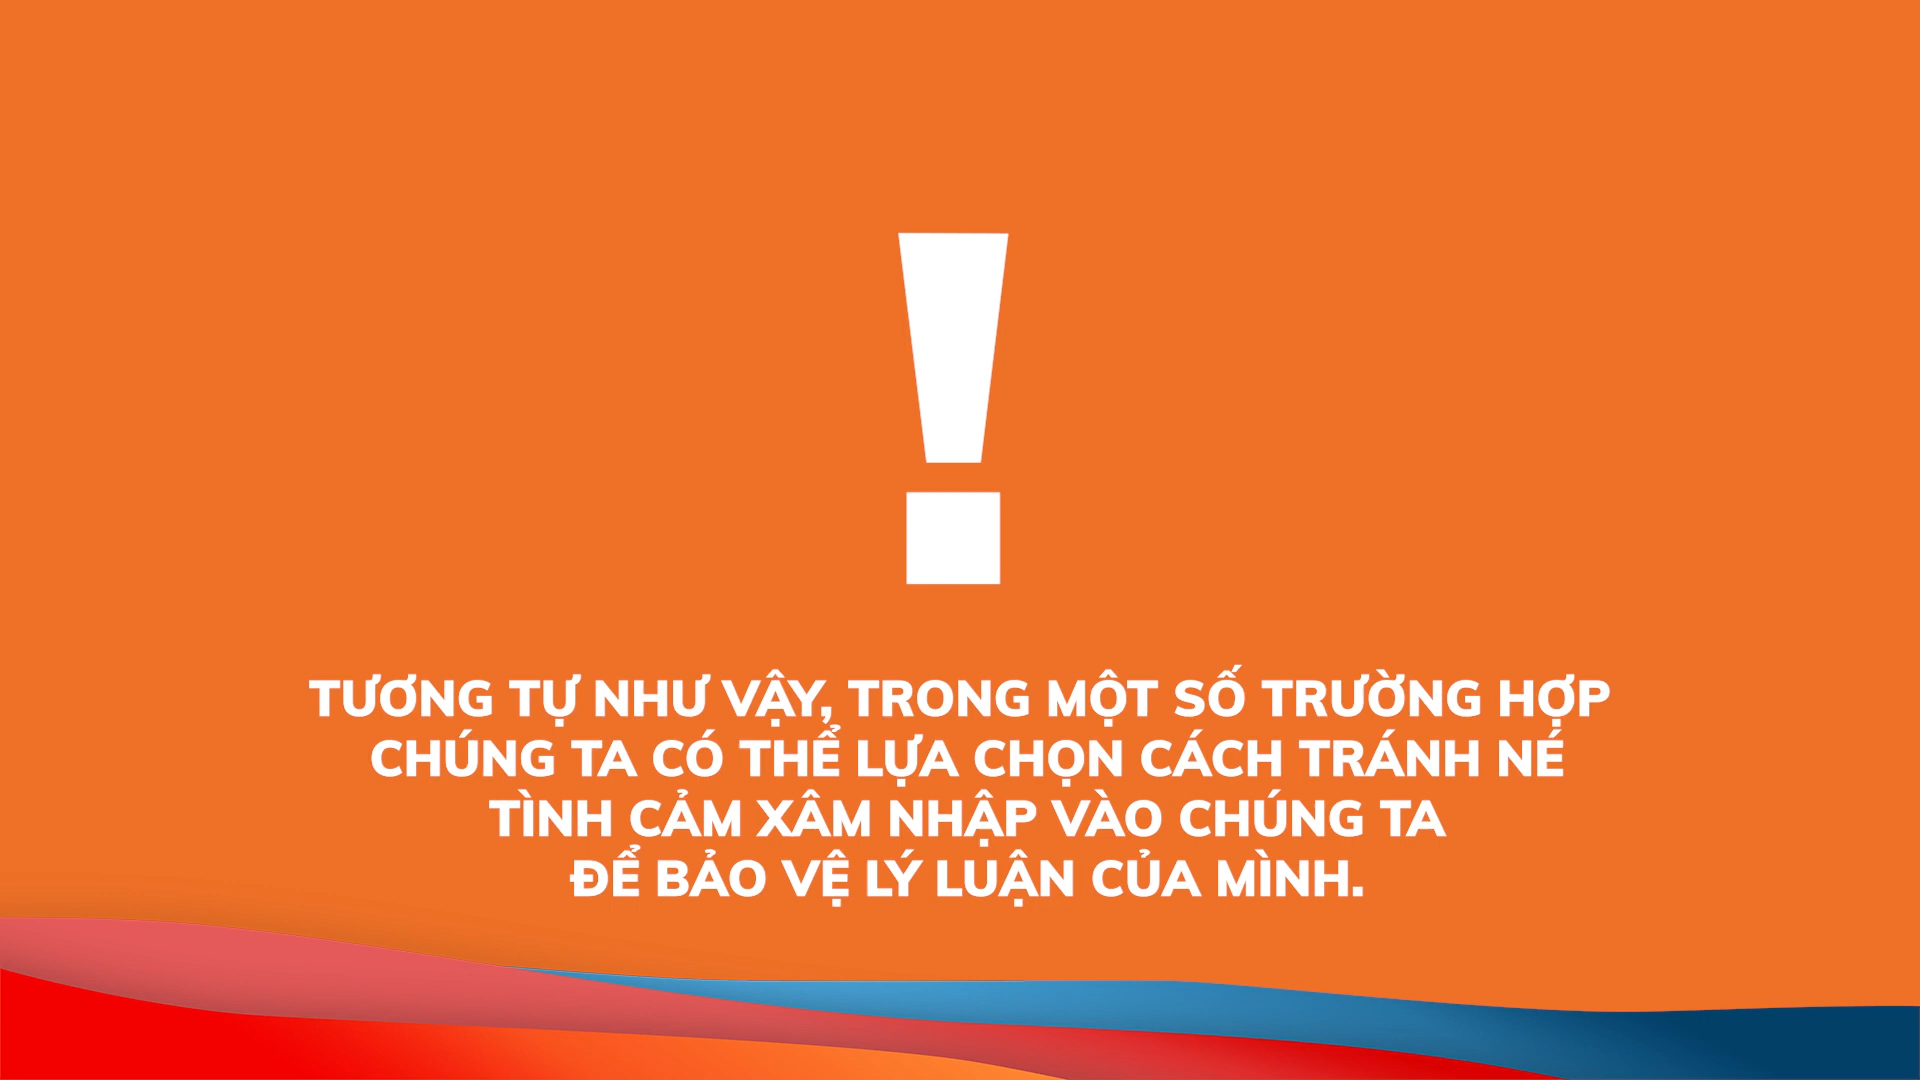 !
TƯƠNG TỰ NHƯ VẬY, TRONG MỘT SỐ TRƯỜNG HỢP
CHÚNG TA CÓ THỂ LỰA CHỌN CÁCH TRÁNH NÉ
TÌNH CẢM XÂM NHẬP VÀO CHÚNG TA
ĐỂ BẢO VỆ LÝ LUẬN CỦA MÌNH.